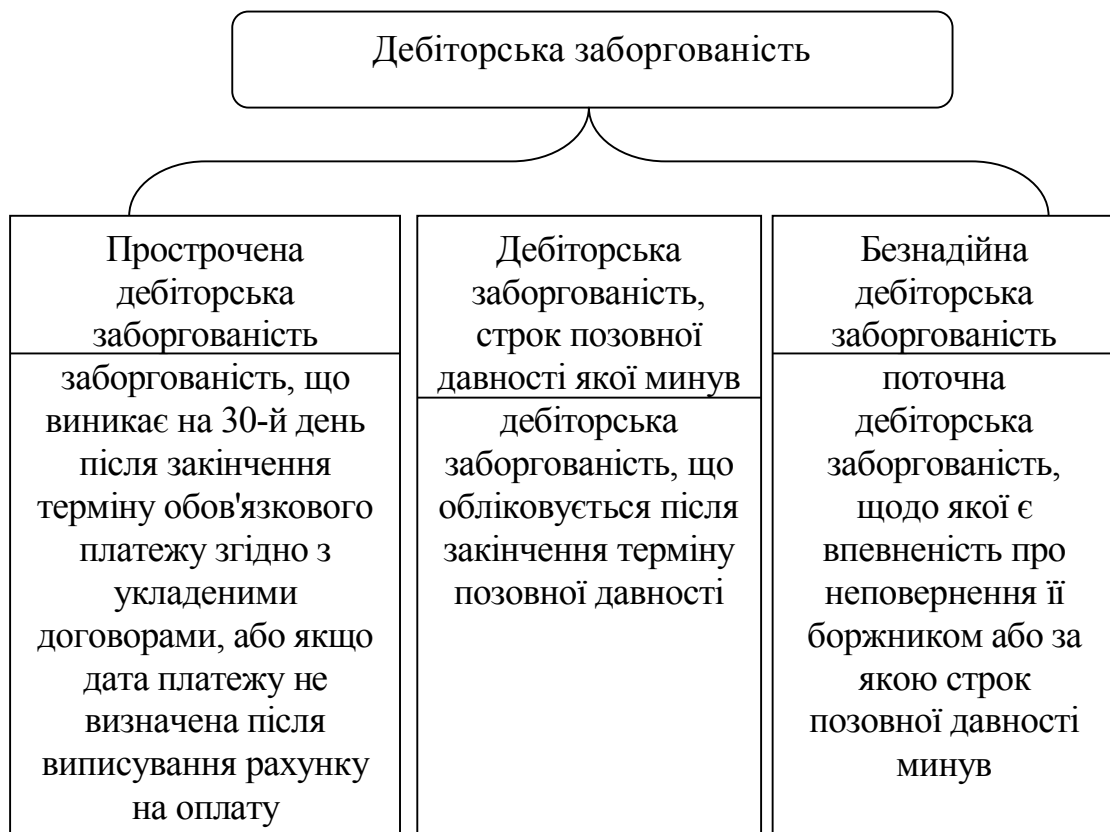 Дебіторська заборгованість
Прострочена
дебіторська
заборгованість
заборгованість, що
виникає на 30-й день
після закінчення
терміну обов'язкового
платежу згідно з
укладеними
договорами, або якщо
дата платежу не
визначена після
виписування рахунку
на оплату
Дебіторська
заборгованість,
строк позовної
давності якої минув
дебіторська
заборгованість, що
обліковується після
закінчення терміну
позовної давності
Безнадійна
дебіторська
заборгованість
поточна
дебіторська
заборгованість,
щодо якої є
впевненість про
неповернення її
боржником або за
якою строк
позовної давності
минув